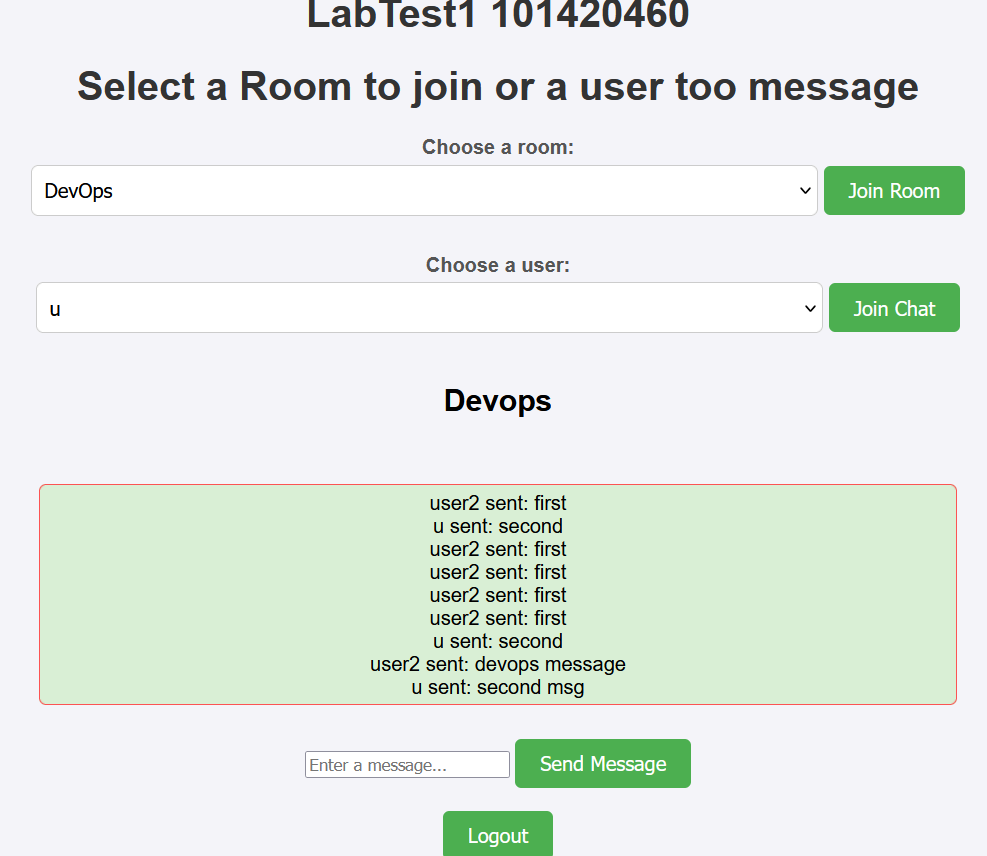 LabTest1 101420460
Select a Room to join or a user too message
Choose a room:
DevOps
Join Room
Choose a user:
u
Join Chat
Devops
user2 sent: first
u sent: second
user2 sent: first
user2 sent: first
user2 sent: first
user2 sent: first
u sent: second
user2 sent: devops message
u sent: second msg
Enter a message...
Send Message
Logout